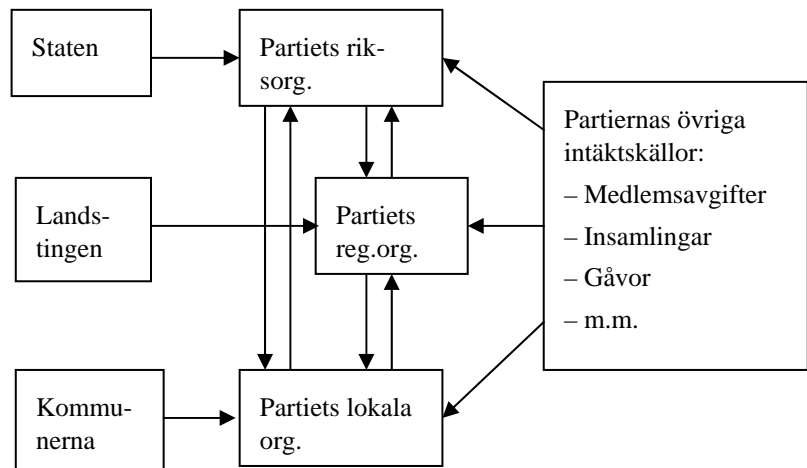 Staten
Partiets rik-
sorg.
Partiernas övriga
intäktskällor:
– Medlemsavgifter
– Insamlingar
– Gåvor
– m.m.
Lands-
tingen
Partiets
reg.org.
Kommu-
nerna
Partiets lokala
org.